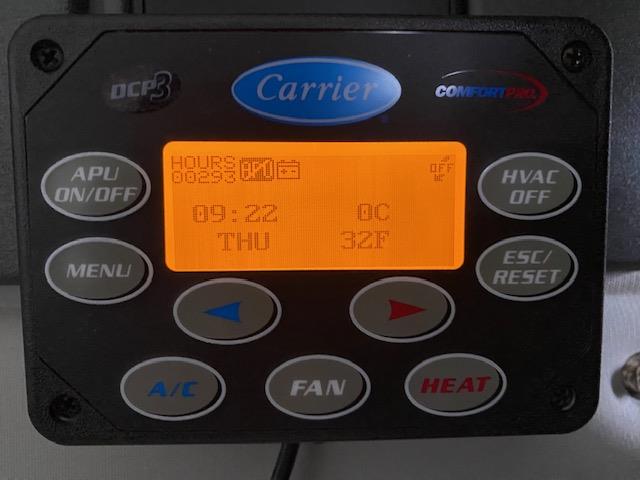 DCP3
Carrier
COMFORTPRO
HOURS
00293
OFF
09:22 0C
THU 32F
APU
ON/OFF
HVAC
OFF
MENU
ESC/
RESET
A/C
FAN
HEAT